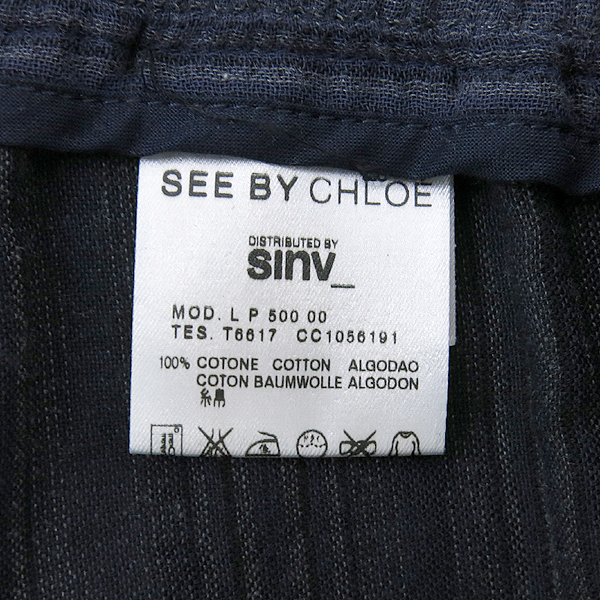 SEE BY CHLOE
DISTRIBUTED BY
sinv_
MOD. L P 500 00
TES. T6617 CC1056191
100% COTONE COTTON ALGODAO
COTON BAUMWOLLE ALGODON
綿